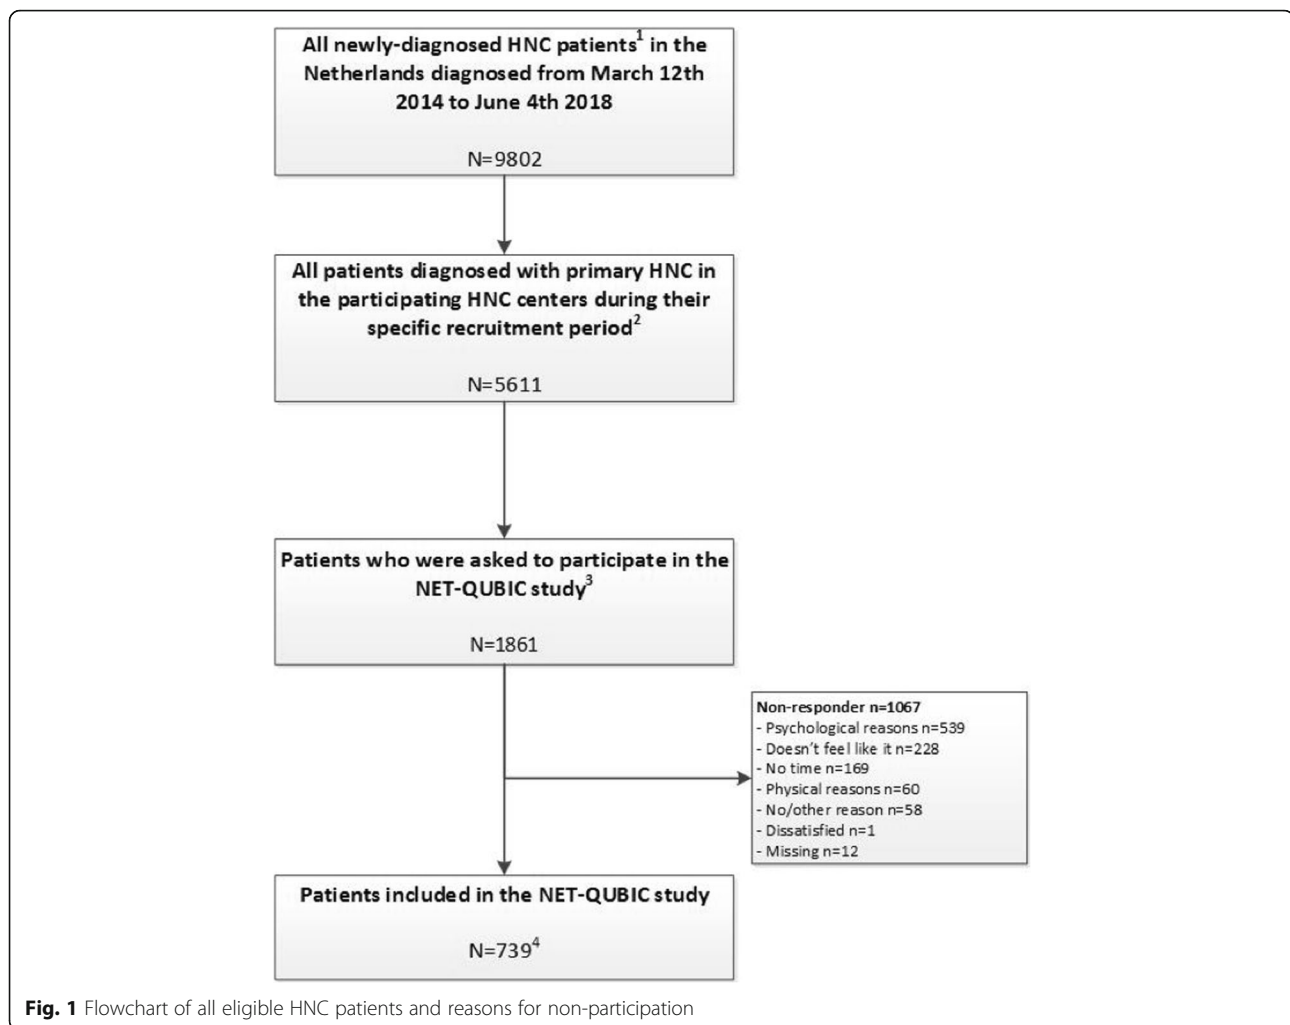 All newly-diagnosed HNC patients1 in the
Netherlands diagnosed from March 12th
2014 to June 4th 2018
N=9802
All patients diagnosed with primary HNC in
the participating HNC centers during their
specific recruitment period2
N=5611
Patients who were asked to participate in the
NET-QUBIC study3
N=1861
Non-responder n=1067
- Psychological reasons n=539
- Doesn't feel like it n=228
- No time n=169
- Physical reasons n=60
- No/other reason n=58
- Dissatisfied n=1
- Missing n=12
Patients included in the NET-QUBIC study
N=7394
Fig. 1 Flowchart of all eligible HNC patients and reasons for non-participation